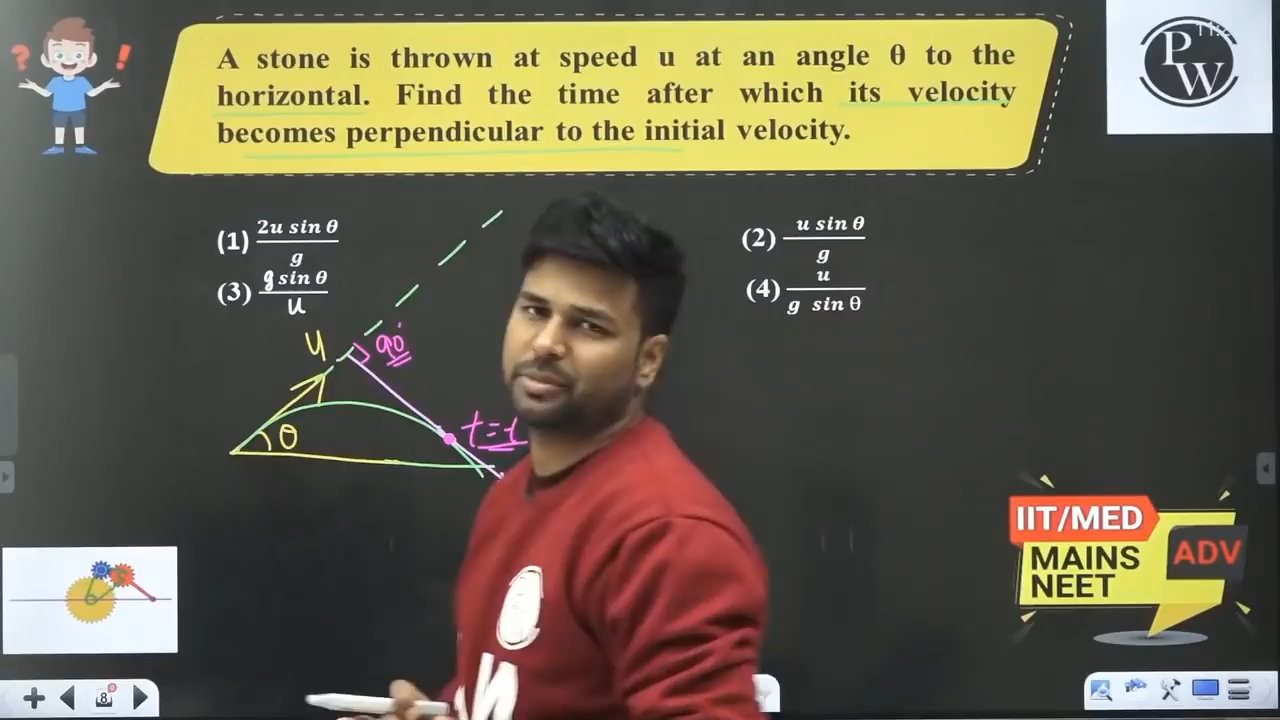 ? !
A stone is thrown at speed u at an angle θ to the
horizontal. Find the time after which its velocity
becomes perpendicular to the initial velocity.
PW
(1) 2u sin θ / g
(2) u sin θ / g
(3) g sin θ / u
(4) u / g sin θ
u
90°
θ
t=t
IIT/MED
MAINS
NEET
ADV
8